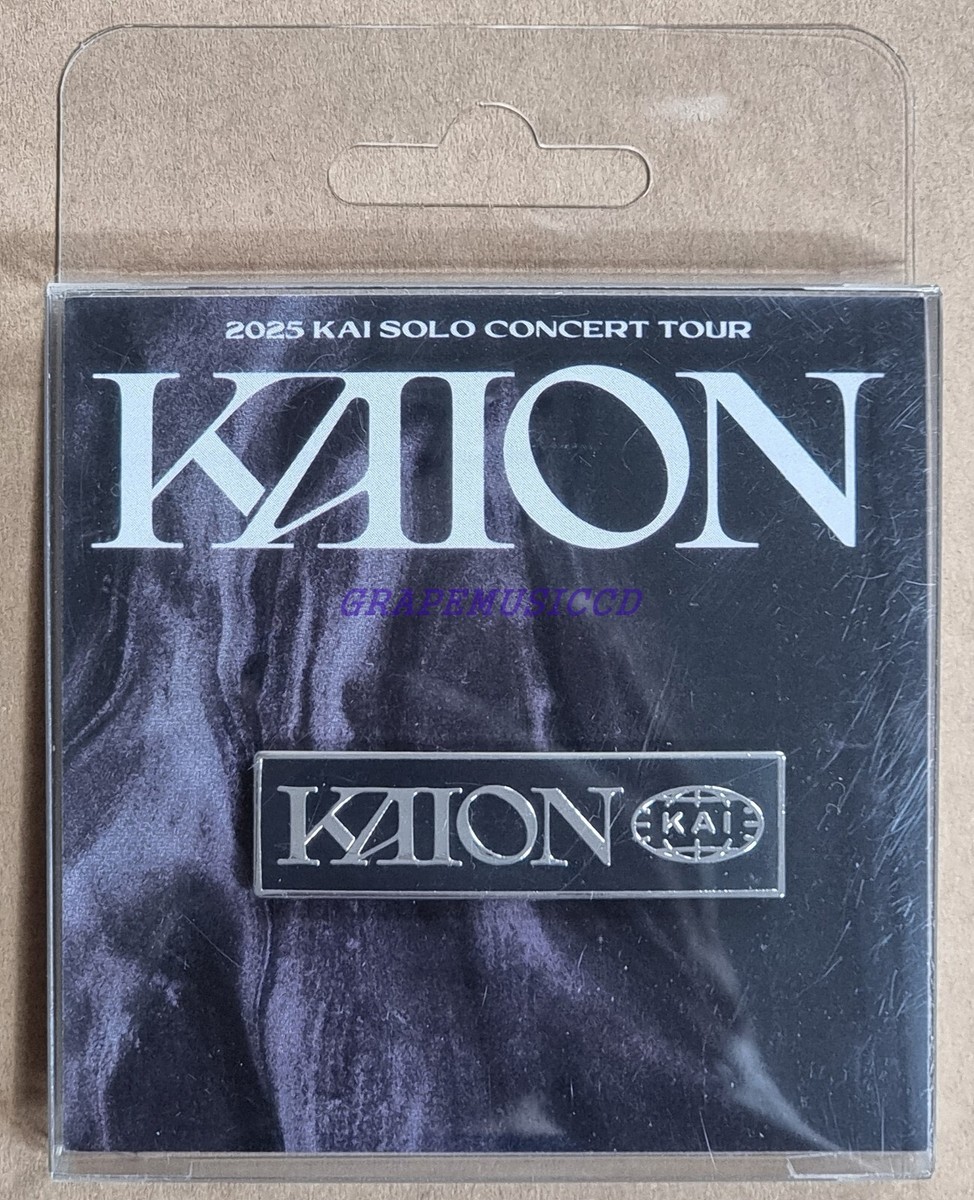 2025 KAI SOLO CONCERT TOUR
KAION
GRAPEMUSICCD
KAION KAI